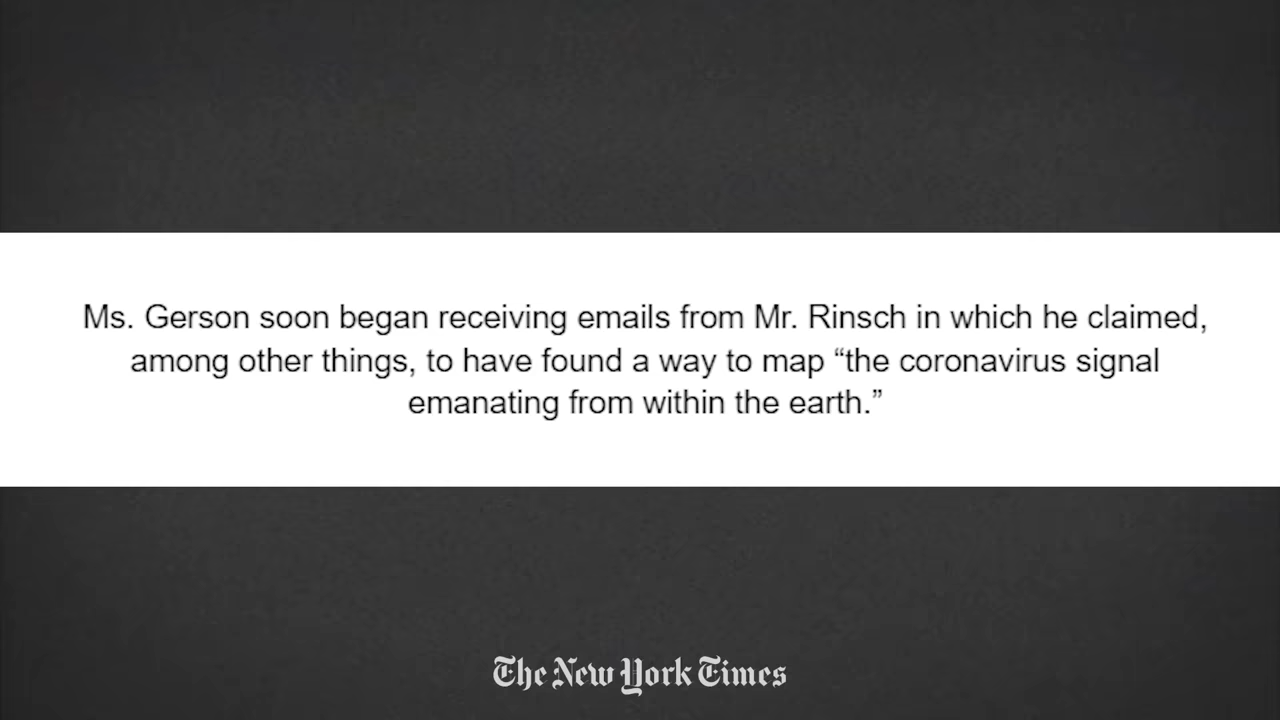 Ms. Gerson soon began receiving emails from Mr. Rinsch in which he claimed,
among other things, to have found a way to map “the coronavirus signal
emanating from within the earth.”
The New York Times